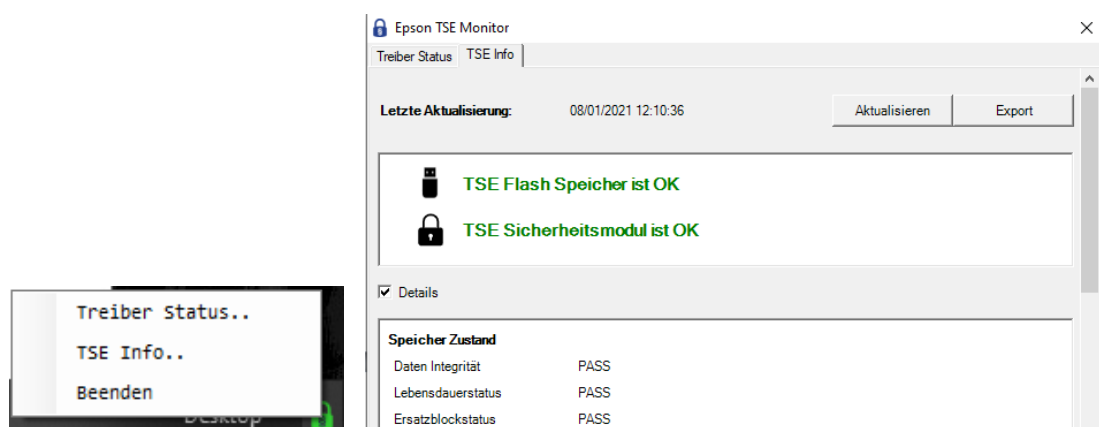 Epson TSE Monitor
Treiber Status TSE Info
Letzte Aktualisierung: 08/01/2021 12:10:36 Aktualisieren Export
TSE Flash Speicher ist OK
TSE Sicherheitsmodul ist OK
Details
Speicher Zustand
Daten Integrität PASS
Lebensdauerstatus PASS
Ersatzblockstatus PASS
Treiber Status..
TSE Info..
Beenden
Desktop